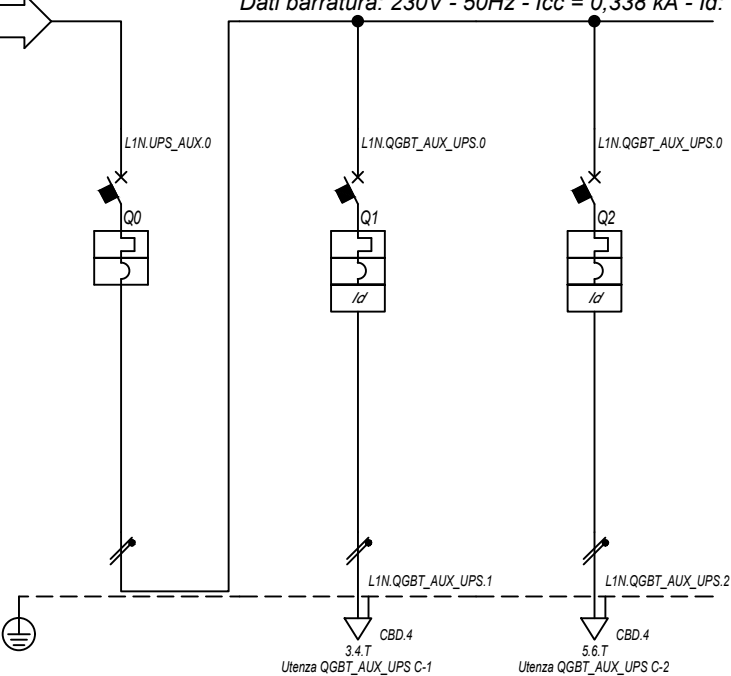 Dati barratura: 230V - 50Hz - Icc = 0,338 kA - Id:
L1N.UPS_AUX.0
L1N.QGBT_AUX_UPS.0
L1N.QGBT_AUX_UPS.0
Q0
Q1
Q2
Id
Id
L1N.QGBT_AUX_UPS.1
L1N.QGBT_AUX_UPS.2
CBD.4
CBD.4
3.4.T
5.6.T
Utenza QGBT_AUX_UPS C-1
Utenza QGBT_AUX_UPS C-2